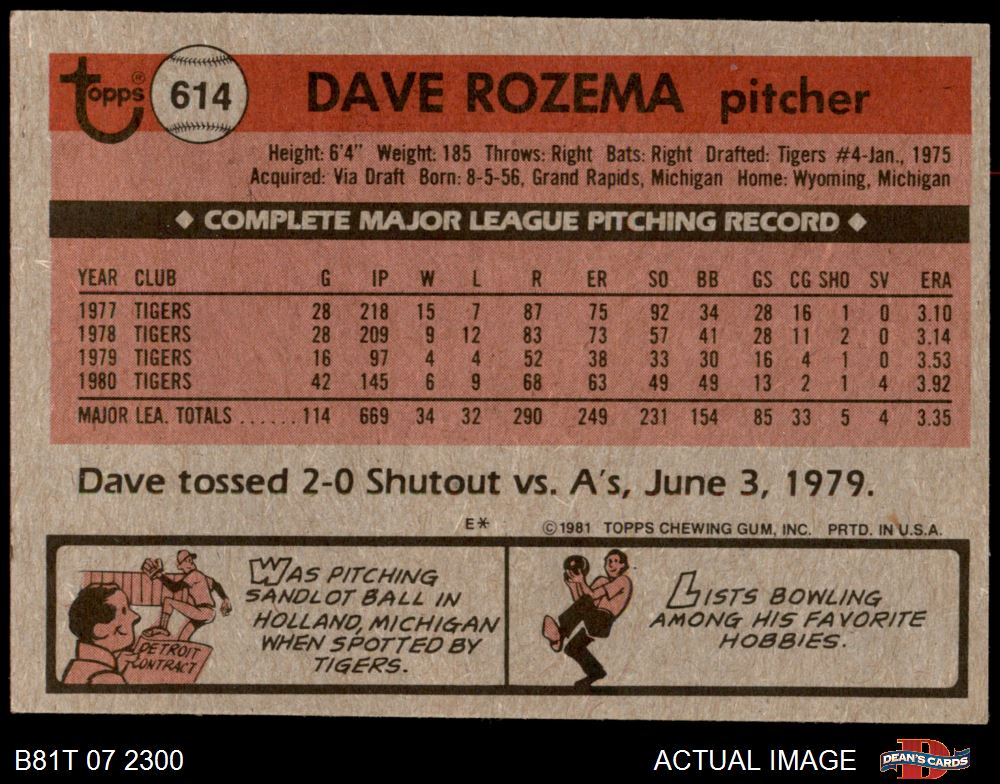 topps® 614 DAVE ROZEMA pitcher
Height: 6'4" Weight: 185 Throws: Right Bats: Right Drafted: Tigers #4-Jan., 1975
Acquired: Via Draft Born: 8-5-56, Grand Rapids, Michigan Home: Wyoming, Michigan
◆ COMPLETE MAJOR LEAGUE PITCHING RECORD ◆
YEAR CLUB G IP W L R ER SO BB GS CG SHO SV ERA
1977 TIGERS 28 218 15 7 87 75 92 34 28 16 1 0 3.10
1978 TIGERS 28 209 9 12 83 73 57 41 28 11 2 0 3.14
1979 TIGERS 16 97 4 4 52 38 33 30 16 4 1 0 3.53
1980 TIGERS 42 145 6 9 68 63 49 49 13 2 1 4 3.92
MAJOR LEA. TOTALS ...... 114 669 34 32 290 249 231 154 85 33 5 4 3.35
Dave tossed 2-0 Shutout vs. A's, June 3, 1979.
E* ©1981 TOPPS CHEWING GUM, INC. PRTD. IN U.S.A.
WAS PITCHING
SANDLOT BALL IN
HOLLAND, MICHIGAN
WHEN SPOTTED BY
TIGERS.
DETROIT
CONTRACT
LISTS BOWLING
AMONG HIS FAVORITE
HOBBIES.
B81T 07 2300 ACTUAL IMAGE DEAN'S CARDS